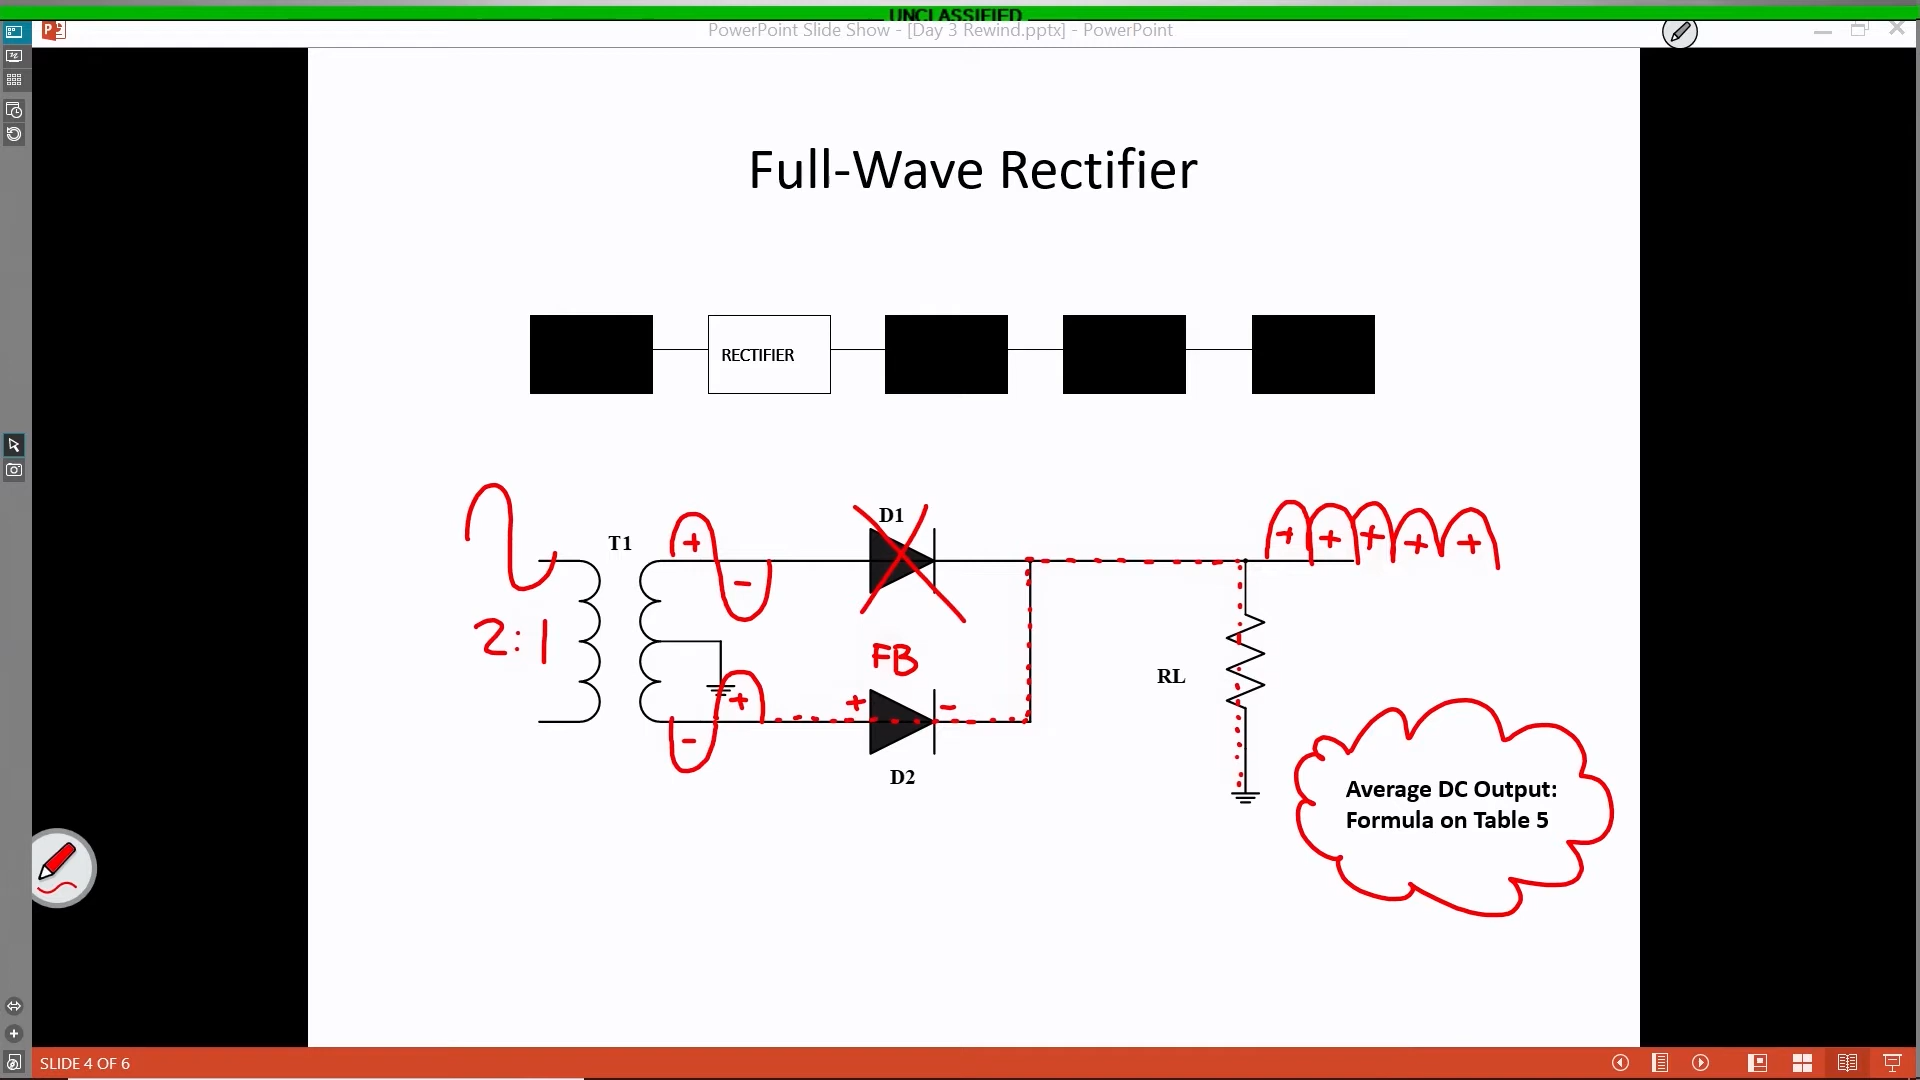 UNCLASSIFIED
PowerPoint Slide Show - [Day 3 Rewind.pptx] - PowerPoint
Full-Wave Rectifier
RECTIFIER
D1
T1
+
-
+ + + + +
2:1
FB
RL
+
+ -
-
D2
Average DC Output:
Formula on Table 5
SLIDE 4 OF 6